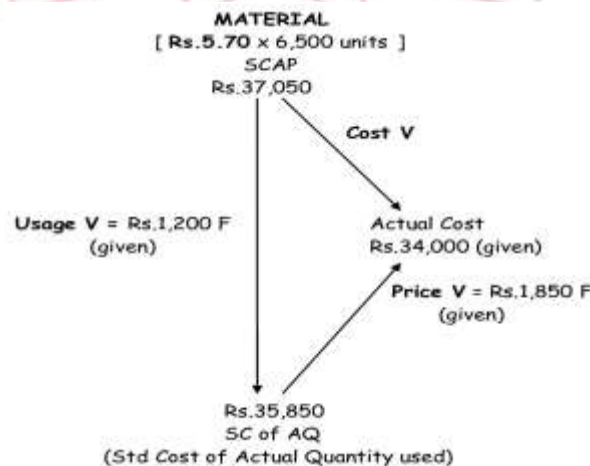 MATERIAL
[ Rs.5.70 x 6,500 units ]
SCAP
Rs.37,050
Cost V
Usage V = Rs.1,200 F
(given)
Actual Cost
Rs.34,000 (given)
Price V = Rs.1,850 F
(given)
Rs.35,850
SC of AQ
(Std Cost of Actual Quantity used)